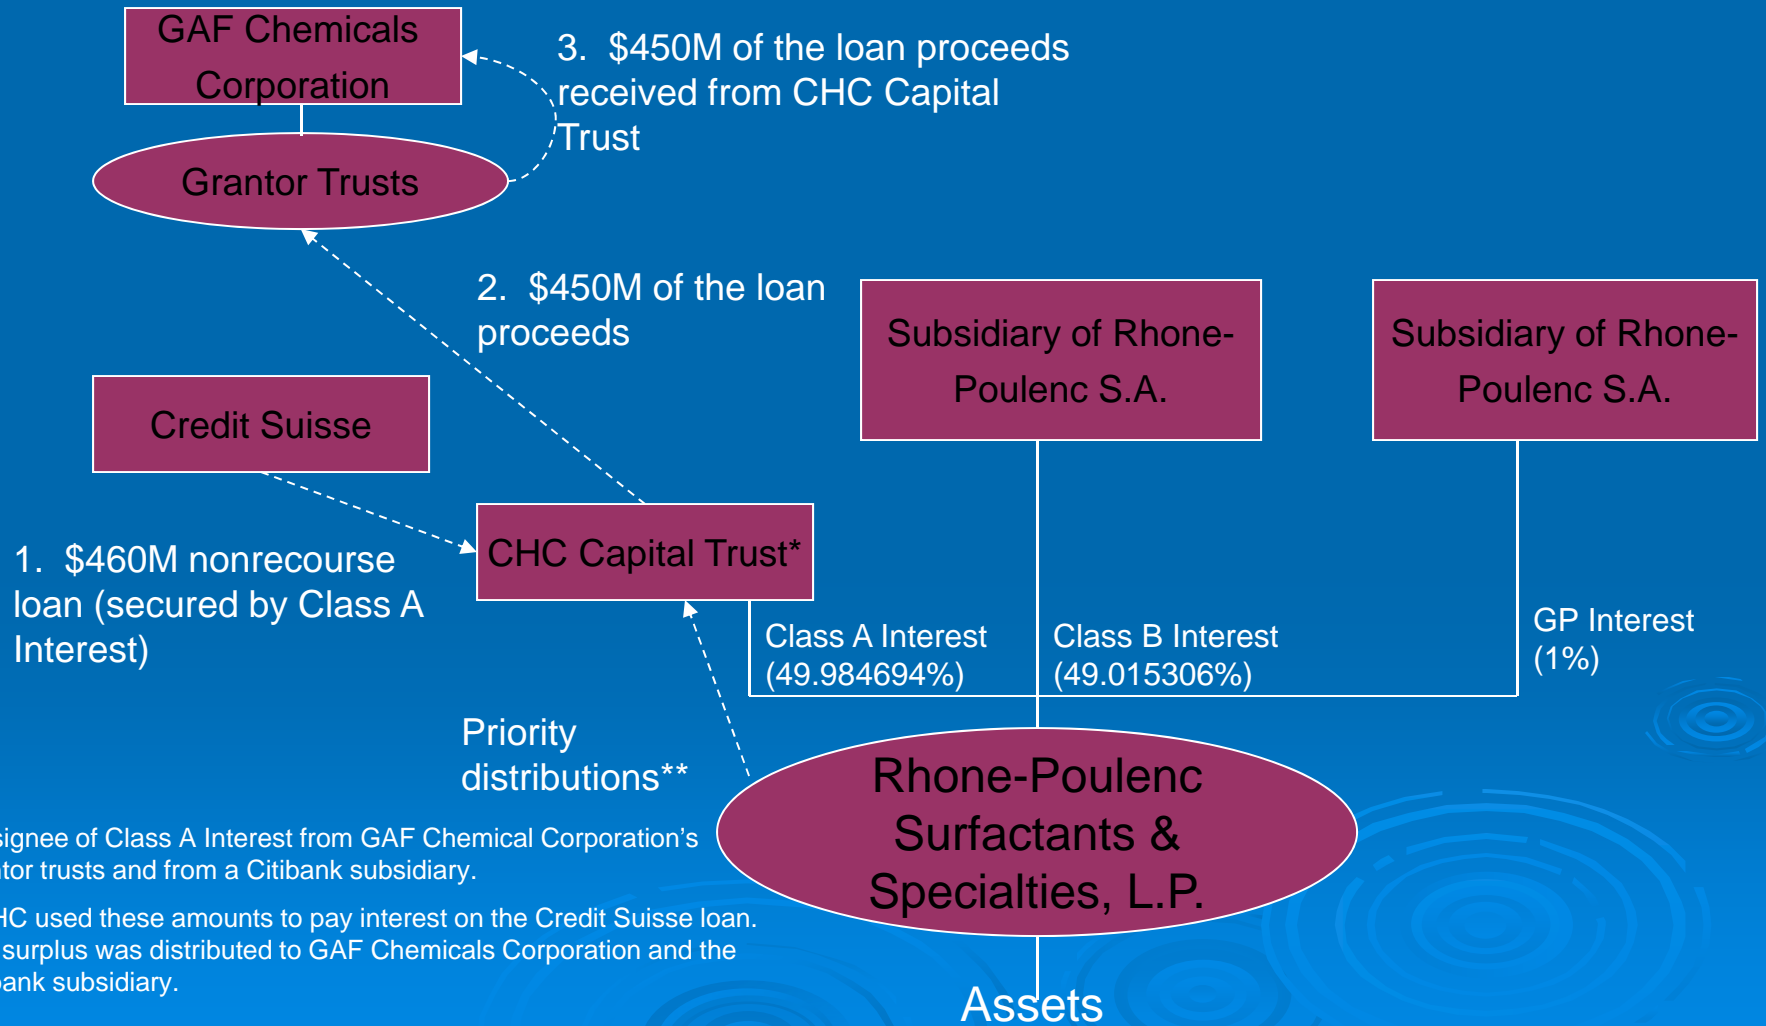 GAF Chemicals
Corporation
3. $450M of the loan proceeds
received from CHC Capital
Trust
Grantor Trusts
2. $450M of the loan
proceeds
Subsidiary of Rhone-
Poulenc S.A.
Subsidiary of Rhone-
Poulenc S.A.
Credit Suisse
CHC Capital Trust*
1. $460M nonrecourse
loan (secured by Class A
Interest)
Class A Interest
(49.984694%)
Class B Interest
(49.015306%)
GP Interest
(1%)
Priority
distributions**
Rhone-Poulenc
Surfactants &
Specialties, L.P.
signee of Class A Interest from GAF Chemical Corporation's
ntor trusts and from a Citibank subsidiary.
HC used these amounts to pay interest on the Credit Suisse loan.
surplus was distributed to GAF Chemicals Corporation and the
bank subsidiary.
Assets